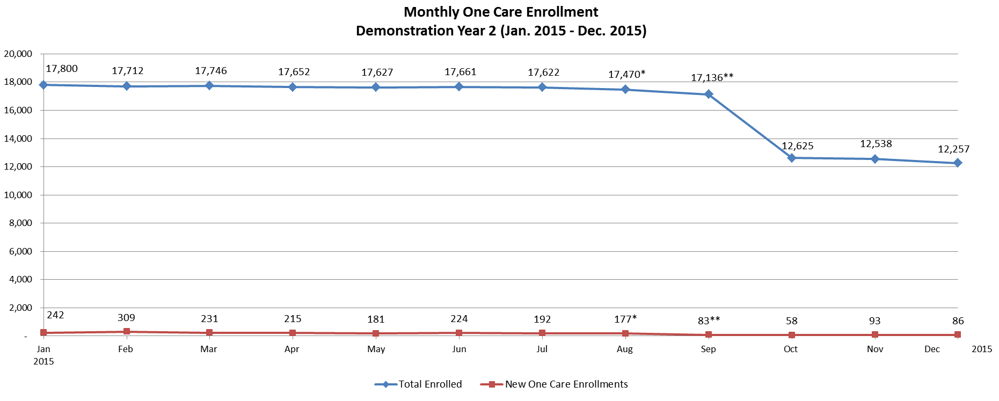 Monthly One Care Enrollment
Demonstration Year 2 (Jan. 2015 - Dec. 2015)
20,000
17,800 17,712 17,746 17,652 17,627 17,661 17,622 17,470* 17,136**
18,000
16,000
14,000
12,625 12,538 12,257
12,000
10,000
8,000
6,000
4,000
2,000
242 309 231 215 181 224 192 177* 83** 58 93 86
-
Jan Feb Mar Apr May Jun Jul Aug Sep Oct Nov Dec 2015
2015
Total Enrolled New One Care Enrollments